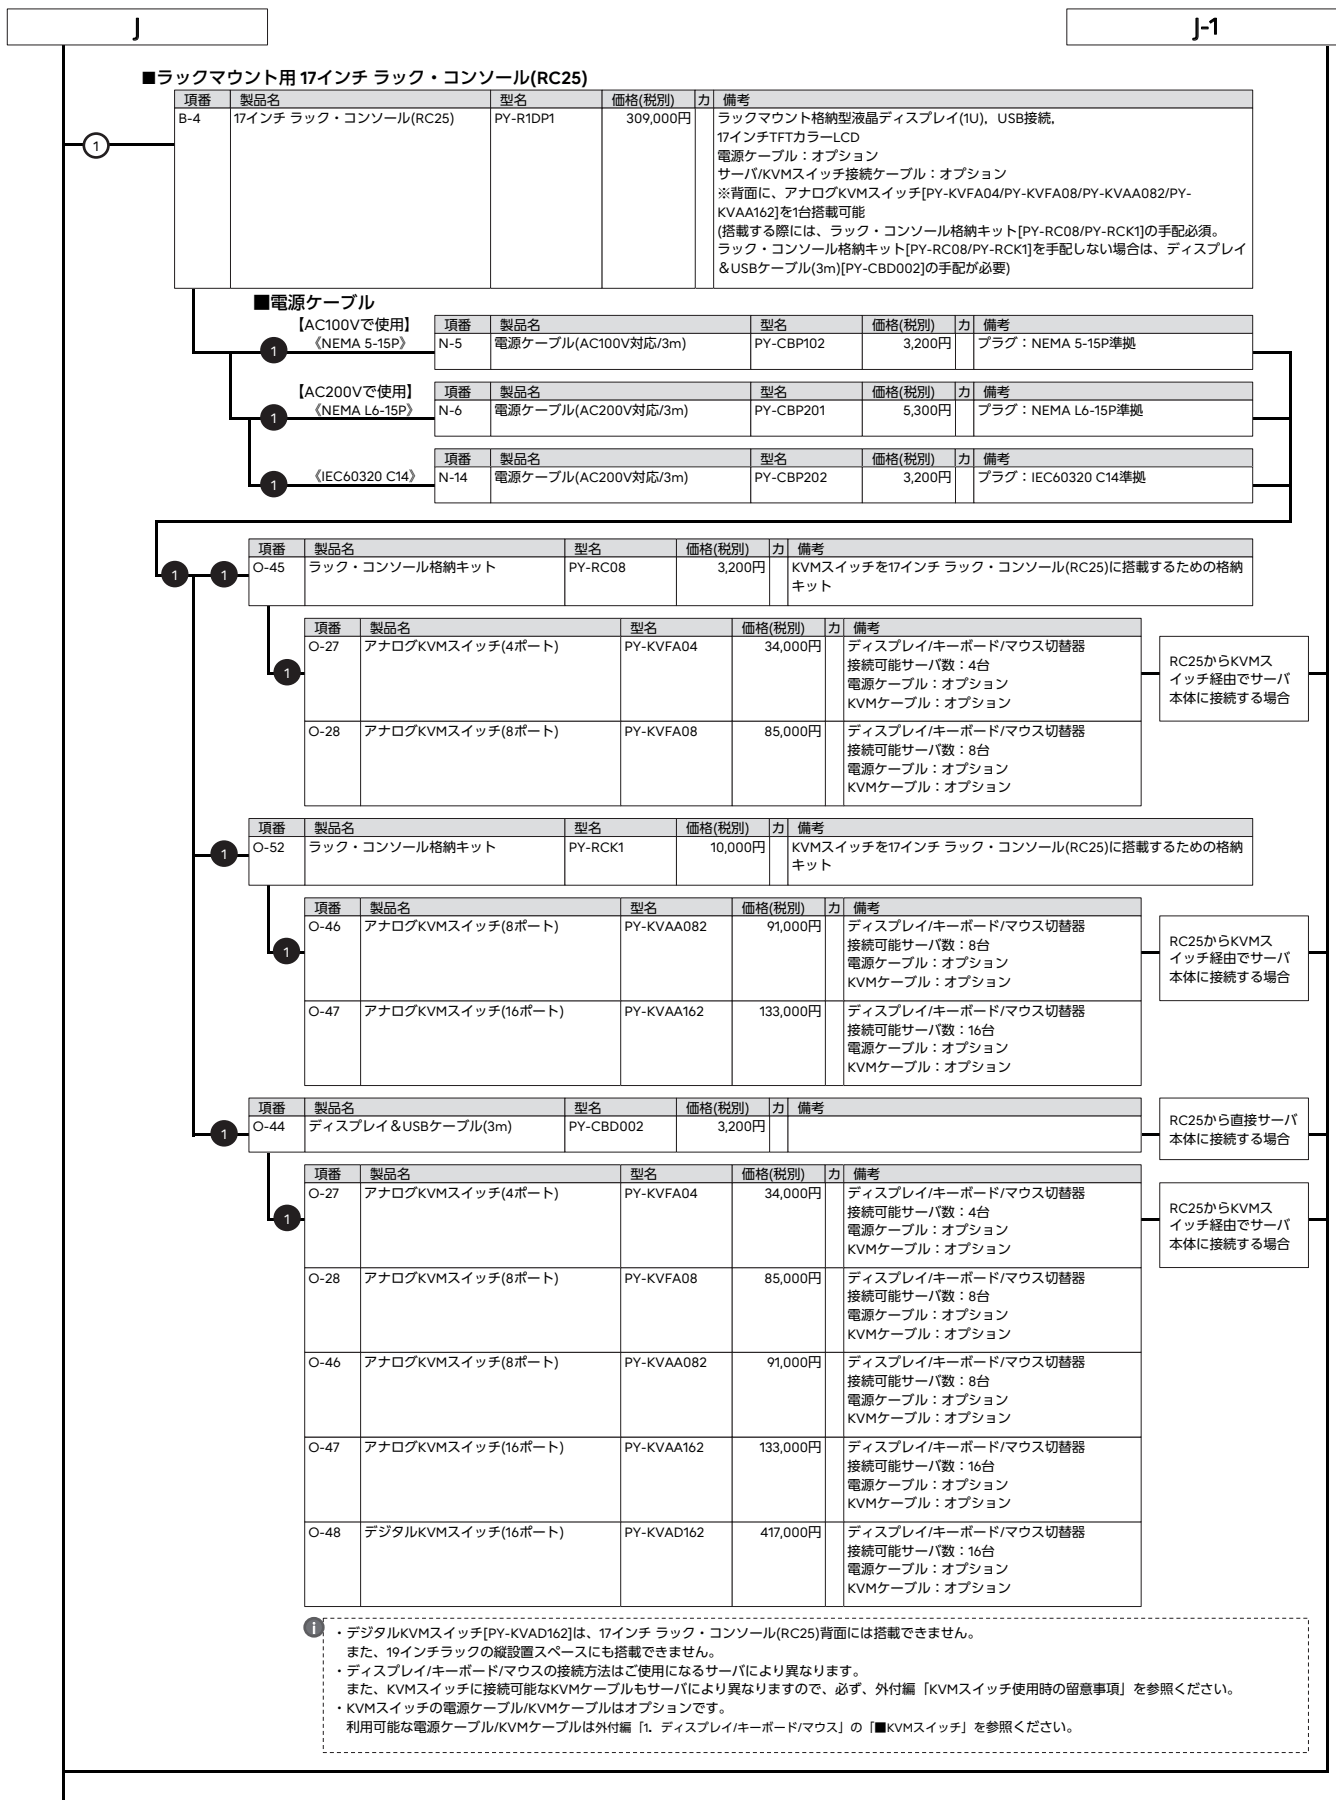 J
J-1
■ラックマウント用 17インチ ラック・コンソール(RC25)
項番 製品名 型名 価格(税別) カ 備考
B-4 17インチ ラック・コンソール(RC25) PY-R1DP1 309,000円 ラックマウント格納型液晶ディスプレイ(1U)，USB接続，
17インチTFTカラーLCD
電源ケーブル：オプション
サーバ/KVMスイッチ接続ケーブル：オプション
※背面に、アナログKVMスイッチ[PY-KVFA04/PY-KVFA08/PY-KVAA082/PY-
KVAA162]を1台搭載可能
(搭載する際には、ラック・コンソール格納キット[PY-RC08/PY-RCK1]の手配必須。
ラック・コンソール格納キット[PY-RC08/PY-RCK1]を手配しない場合は、ディスプレイ
＆USBケーブル(3m)[PY-CBD002]の手配が必要)
1
■電源ケーブル
【AC100Vで使用】
《NEMA 5-15P》
1
項番 製品名 型名 価格(税別) カ 備考
N-5 電源ケーブル(AC100V対応/3m) PY-CBP102 3,200円 プラグ：NEMA 5-15P準拠
【AC200Vで使用】
《NEMA L6-15P》
1
項番 製品名 型名 価格(税別) カ 備考
N-6 電源ケーブル(AC200V対応/3m) PY-CBP201 5,300円 プラグ：NEMA L6-15P準拠
《IEC60320 C14》
1
項番 製品名 型名 価格(税別) カ 備考
N-14 電源ケーブル(AC200V対応/3m) PY-CBP202 3,200円 プラグ：IEC60320 C14準拠
1 1
項番 製品名 型名 価格(税別) カ 備考
O-45 ラック・コンソール格納キット PY-RC08 3,200円 KVMスイッチを17インチ ラック・コンソール(RC25)に搭載するための格納
キット
1
項番 製品名 型名 価格(税別) カ 備考
O-27 アナログKVMスイッチ(4ポート) PY-KVFA04 34,000円 ディスプレイ/キーボード/マウス切替器
接続可能サーバ数：4台
電源ケーブル：オプション
KVMケーブル：オプション
O-28 アナログKVMスイッチ(8ポート) PY-KVFA08 85,000円 ディスプレイ/キーボード/マウス切替器
接続可能サーバ数：8台
電源ケーブル：オプション
KVMケーブル：オプション
RC25からKVMス
イッチ経由でサーバ
本体に接続する場合
1
項番 製品名 型名 価格(税別) カ 備考
O-52 ラック・コンソール格納キット PY-RCK1 10,000円 KVMスイッチを17インチ ラック・コンソール(RC25)に搭載するための格納
キット
1
項番 製品名 型名 価格(税別) カ 備考
O-46 アナログKVMスイッチ(8ポート) PY-KVAA082 91,000円 ディスプレイ/キーボード/マウス切替器
接続可能サーバ数：8台
電源ケーブル：オプション
KVMケーブル：オプション
O-47 アナログKVMスイッチ(16ポート) PY-KVAA162 133,000円 ディスプレイ/キーボード/マウス切替器
接続可能サーバ数：16台
電源ケーブル：オプション
KVMケーブル：オプション
RC25からKVMス
イッチ経由でサーバ
本体に接続する場合
1
項番 製品名 型名 価格(税別) カ 備考
O-44 ディスプレイ＆USBケーブル(3m) PY-CBD002 3,200円
RC25から直接サーバ
本体に接続する場合
1
項番 製品名 型名 価格(税別) カ 備考
O-27 アナログKVMスイッチ(4ポート) PY-KVFA04 34,000円 ディスプレイ/キーボード/マウス切替器
接続可能サーバ数：4台
電源ケーブル：オプション
KVMケーブル：オプション
O-28 アナログKVMスイッチ(8ポート) PY-KVFA08 85,000円 ディスプレイ/キーボード/マウス切替器
接続可能サーバ数：8台
電源ケーブル：オプション
KVMケーブル：オプション
O-46 アナログKVMスイッチ(8ポート) PY-KVAA082 91,000円 ディスプレイ/キーボード/マウス切替器
接続可能サーバ数：8台
電源ケーブル：オプション
KVMケーブル：オプション
O-47 アナログKVMスイッチ(16ポート) PY-KVAA162 133,000円 ディスプレイ/キーボード/マウス切替器
接続可能サーバ数：16台
電源ケーブル：オプション
KVMケーブル：オプション
O-48 デジタルKVMスイッチ(16ポート) PY-KVAD162 417,000円 ディスプレイ/キーボード/マウス切替器
接続可能サーバ数：16台
電源ケーブル：オプション
KVMケーブル：オプション
RC25からKVMス
イッチ経由でサーバ
本体に接続する場合
i
・デジタルKVMスイッチ[PY-KVAD162]は、17インチ ラック・コンソール(RC25)背面には搭載できません。
また、19インチラックの縦設置スペースにも搭載できません。
・ディスプレイ/キーボード/マウスの接続方法はご使用になるサーバにより異なります。
また、KVMスイッチに接続可能なKVMケーブルもサーバにより異なりますので、必ず、外付編「KVMスイッチ使用時の留意事項」を参照ください。
・KVMスイッチの電源ケーブル/KVMケーブルはオプションです。
利用可能な電源ケーブル/KVMケーブルは外付編「1．ディスプレイ/キーボード/マウス」の「■KVMスイッチ」を参照ください。